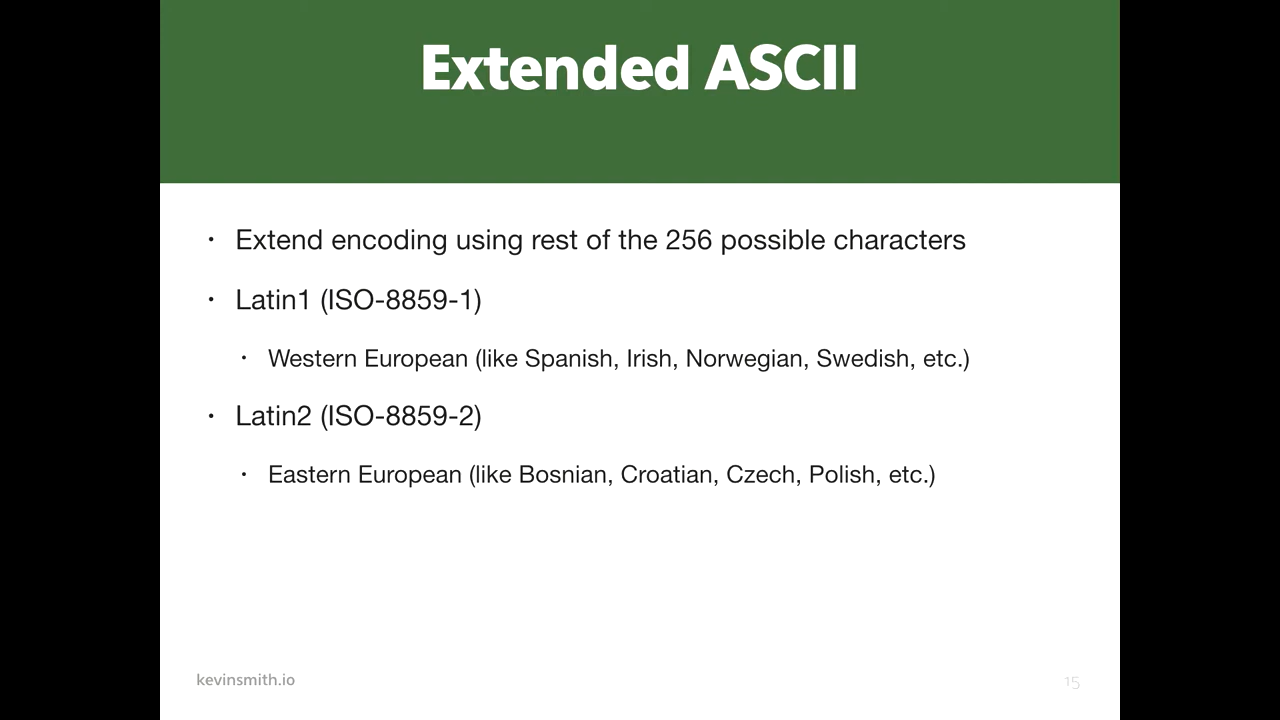 Extended ASCII
• Extend encoding using rest of the 256 possible characters
• Latin1 (ISO-8859-1)
• Western European (like Spanish, Irish, Norwegian, Swedish, etc.)
• Latin2 (ISO-8859-2)
• Eastern European (like Bosnian, Croatian, Czech, Polish, etc.)
kevinsmith.io
15